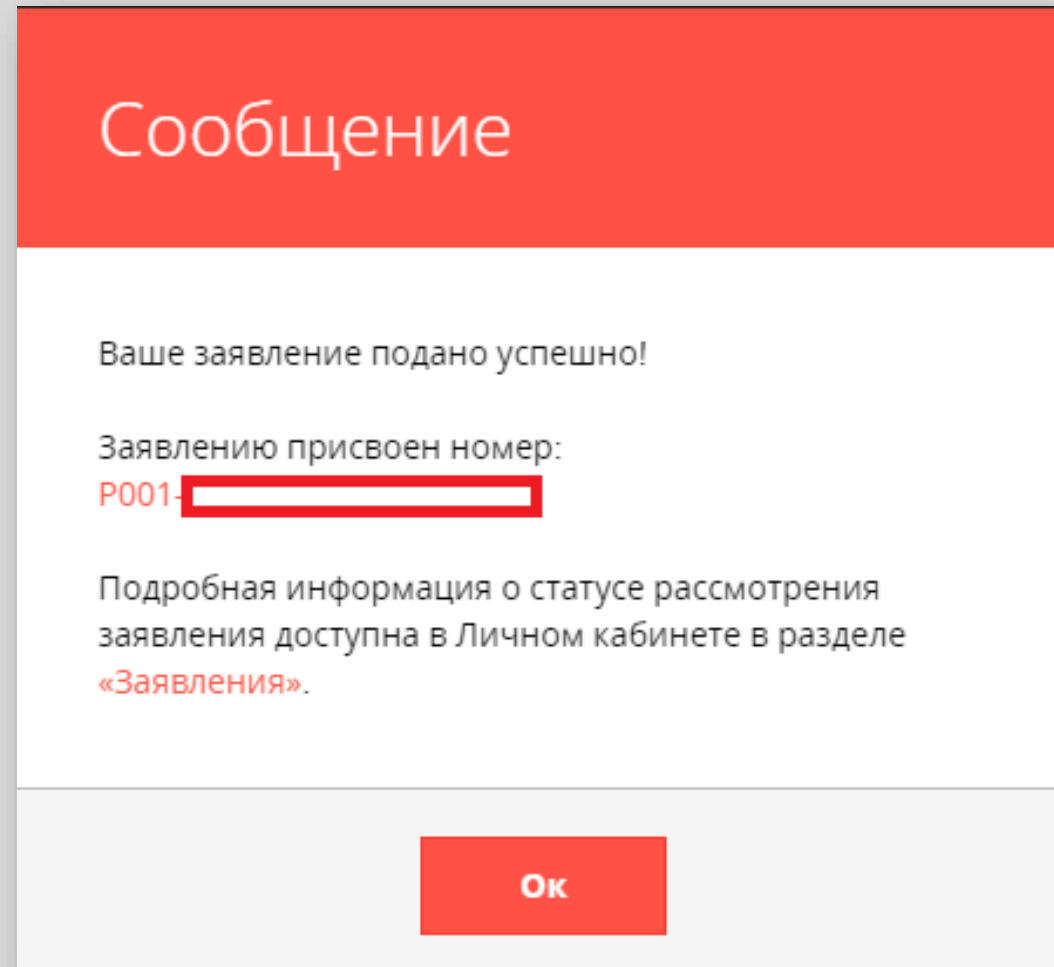 Сообщение
Ваше заявление подано успешно!
Заявлению присвоен номер:
Р001-
Подробная информация о статусе рассмотрения
заявления доступна в Личном кабинете в разделе
«Заявления».
Ок